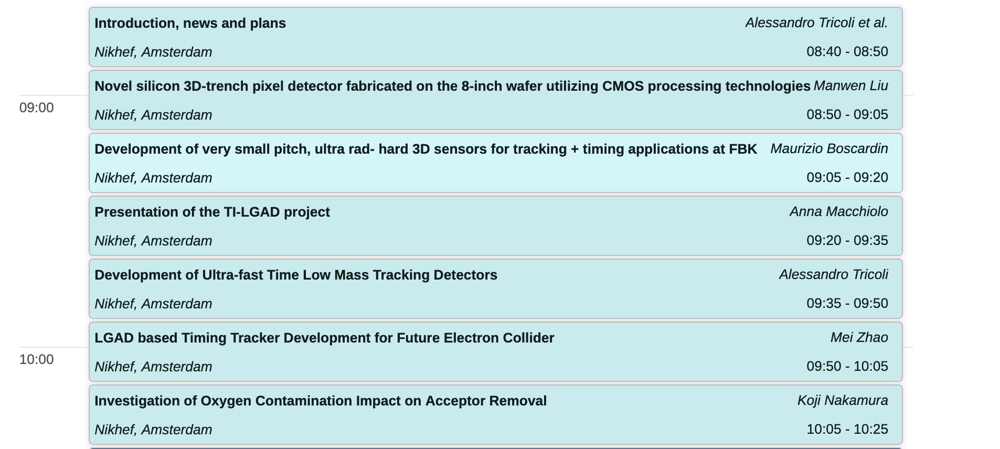 Introduction, news and plans Alessandro Tricoli et al.
Nikhef, Amsterdam 08:40 - 08:50
Novel silicon 3D-trench pixel detector fabricated on the 8-inch wafer utilizing CMOS processing technologies Manwen Liu
09:00
Nikhef, Amsterdam 08:50 - 09:05
Development of very small pitch, ultra rad- hard 3D sensors for tracking + timing applications at FBK Maurizio Boscardin
Nikhef, Amsterdam 09:05 - 09:20
Presentation of the TI-LGAD project Anna Macchiolo
Nikhef, Amsterdam 09:20 - 09:35
Development of Ultra-fast Time Low Mass Tracking Detectors Alessandro Tricoli
Nikhef, Amsterdam 09:35 - 09:50
LGAD based Timing Tracker Development for Future Electron Collider Mei Zhao
10:00
Nikhef, Amsterdam 09:50 - 10:05
Investigation of Oxygen Contamination Impact on Acceptor Removal Koji Nakamura
Nikhef, Amsterdam 10:05 - 10:25